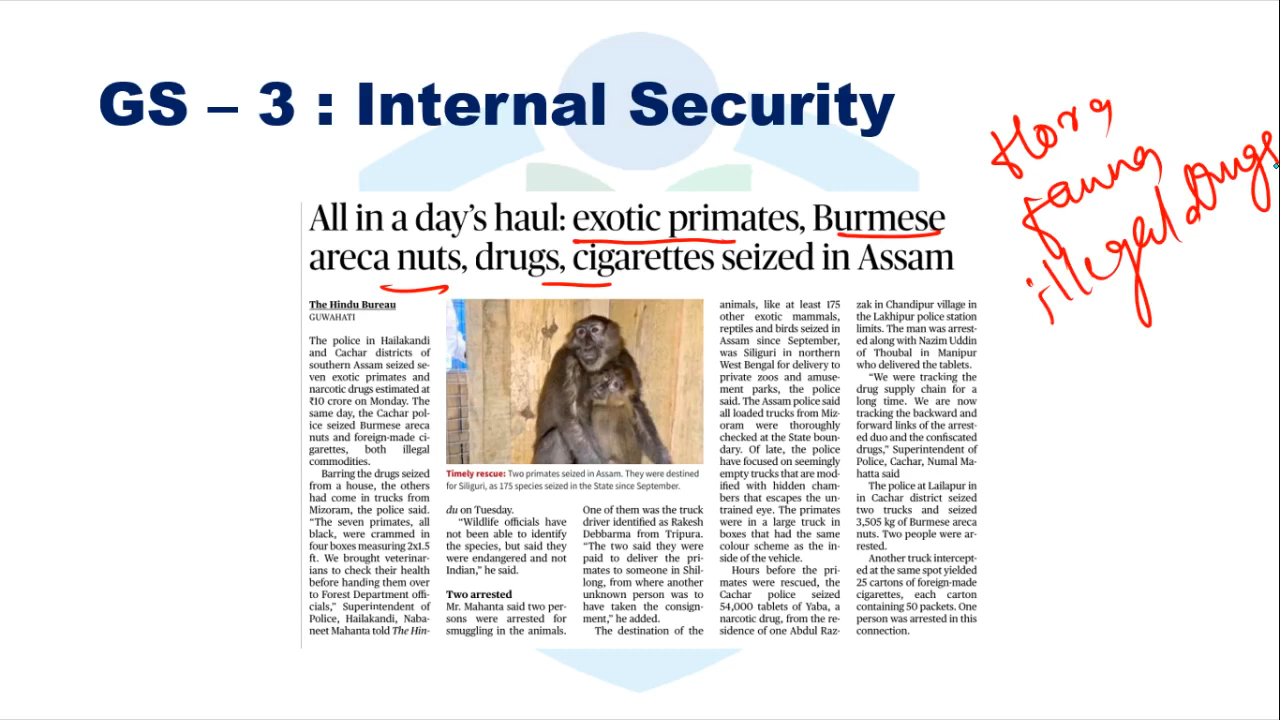 GS – 3 : Internal Security
flora
fauna
illegal drugs
All in a day’s haul: exotic primates, Burmese
areca nuts, drugs, cigarettes seized in Assam
The Hindu Bureau
GUWAHATI
The police in Hailakandi
and Cachar districts of
southern Assam seized se-
ven exotic primates and
narcotic drugs estimated at
₹10 crore on Monday. The
same day, the Cachar pol-
ice seized Burmese areca
nuts and foreign-made ci-
garettes, both illegal
commodities.
Barring the drugs seized
from a house, the others
had come in trucks from
Mizoram, the police said.
“The seven primates, all
black, were crammed in
four boxes measuring 2x1.5
ft. We brought veterinar-
ians to check their health
before handing them over
to Forest Department offi-
cials,” Superintendent of
Police, Hailakandi, Naba-
neet Mahanta told The Hin-
Timely rescue: Two primates seized in Assam. They were destined
for Siliguri, as 175 species seized in the State since September.
du on Tuesday.
“Wildlife officials have
not been able to identify
the species, but said they
were endangered and not
Indian,” he said.
Two arrested
Mr. Mahanta said two per-
sons were arrested for
smuggling in the animals.
One of them was the truck
driver identified as Rakesh
Debbarma from Tripura.
“The two said they were
paid to deliver the pri-
mates to someone in Shil-
long, from where another
unknown person was to
have taken the consign-
ment,” he added.
The destination of the
animals, like at least 175
other exotic mammals,
reptiles and birds seized in
Assam since September,
was Siliguri in northern
West Bengal for delivery to
private zoos and amuse-
ment parks, the police
said. The Assam police said
all loaded trucks from Miz-
oram were thoroughly
checked at the State boun-
dary. Of late, the police
have focused on seemingly
empty trucks that are mod-
ified with hidden cham-
bers that escapes the un-
trained eye. The primates
were in a large truck in
boxes that had the same
colour scheme as the in-
side of the vehicle.
Hours before the pri-
mates were rescued, the
Cachar police seized
54,000 tablets of Yaba, a
narcotic drug, from the re-
sidence of one Abdul Raz-
zak in Chandipur village in
the Lakhipur police station
limits. The man was arrest-
ed along with Nazim Uddin
of Thoubal in Manipur
who delivered the tablets.
“We were tracking the
drug supply chain for a
long time. We are now
tracking the backward and
forward links of the arrest-
ed duo and the confiscated
drugs,” Superintendent of
Police, Cachar, Numal Ma-
hatta said
The police at Lailapur in
in Cachar district seized
two trucks and seized
3,505 kg of Burmese areca
nuts. Two people were ar-
rested.
Another truck intercept-
ed at the same spot yielded
25 cartons of foreign-made
cigarettes, each carton
containing 50 packets. One
person was arrested in this
connection.